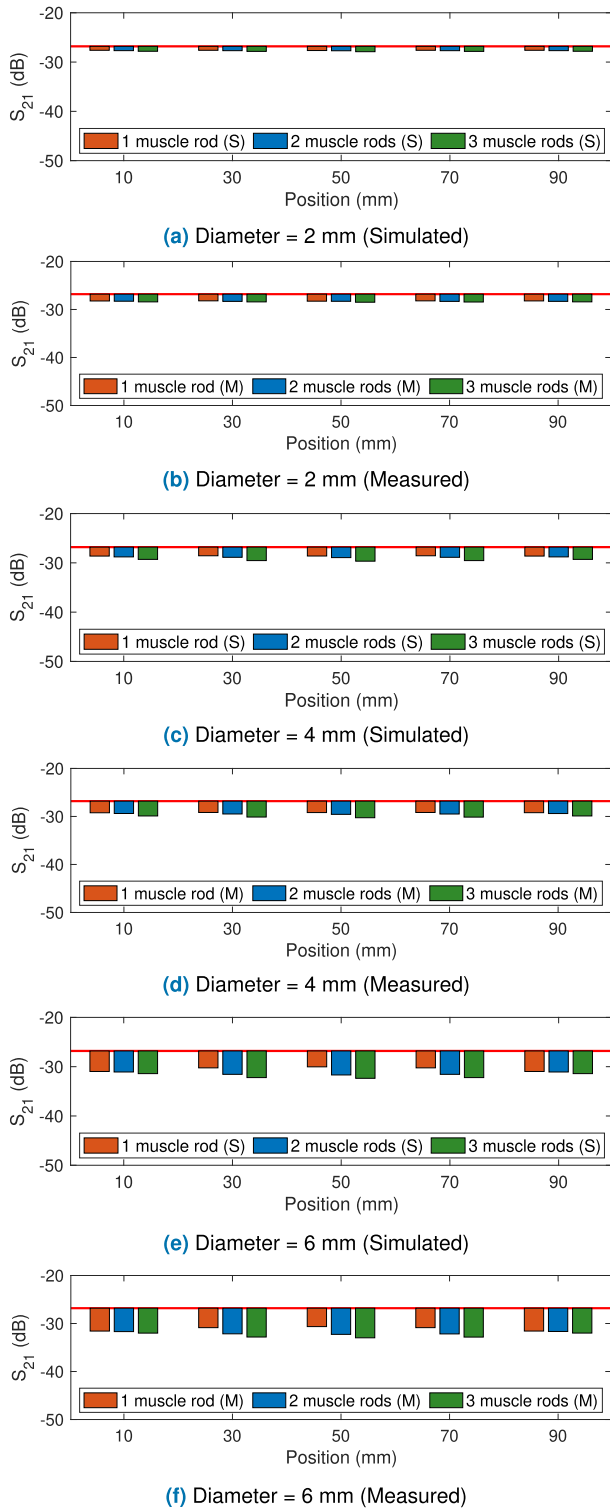 -20
-30
-40
-50
S21 (dB)
1 muscle rod (S) 2 muscle rods (S) 3 muscle rods (S)
10 30 50 70 90
Position (mm)
(a) Diameter = 2 mm (Simulated)
-20
-30
-40
-50
S21 (dB)
1 muscle rod (M) 2 muscle rods (M) 3 muscle rods (M)
10 30 50 70 90
Position (mm)
(b) Diameter = 2 mm (Measured)
-20
-30
-40
-50
S21 (dB)
1 muscle rod (S) 2 muscle rods (S) 3 muscle rods (S)
10 30 50 70 90
Position (mm)
(c) Diameter = 4 mm (Simulated)
-20
-30
-40
-50
S21 (dB)
1 muscle rod (M) 2 muscle rods (M) 3 muscle rods (M)
10 30 50 70 90
Position (mm)
(d) Diameter = 4 mm (Measured)
-20
-30
-40
-50
S21 (dB)
1 muscle rod (S) 2 muscle rods (S) 3 muscle rods (S)
10 30 50 70 90
Position (mm)
(e) Diameter = 6 mm (Simulated)
-20
-30
-40
-50
S21 (dB)
1 muscle rod (M) 2 muscle rods (M) 3 muscle rods (M)
10 30 50 70 90
Position (mm)
(f) Diameter = 6 mm (Measured)